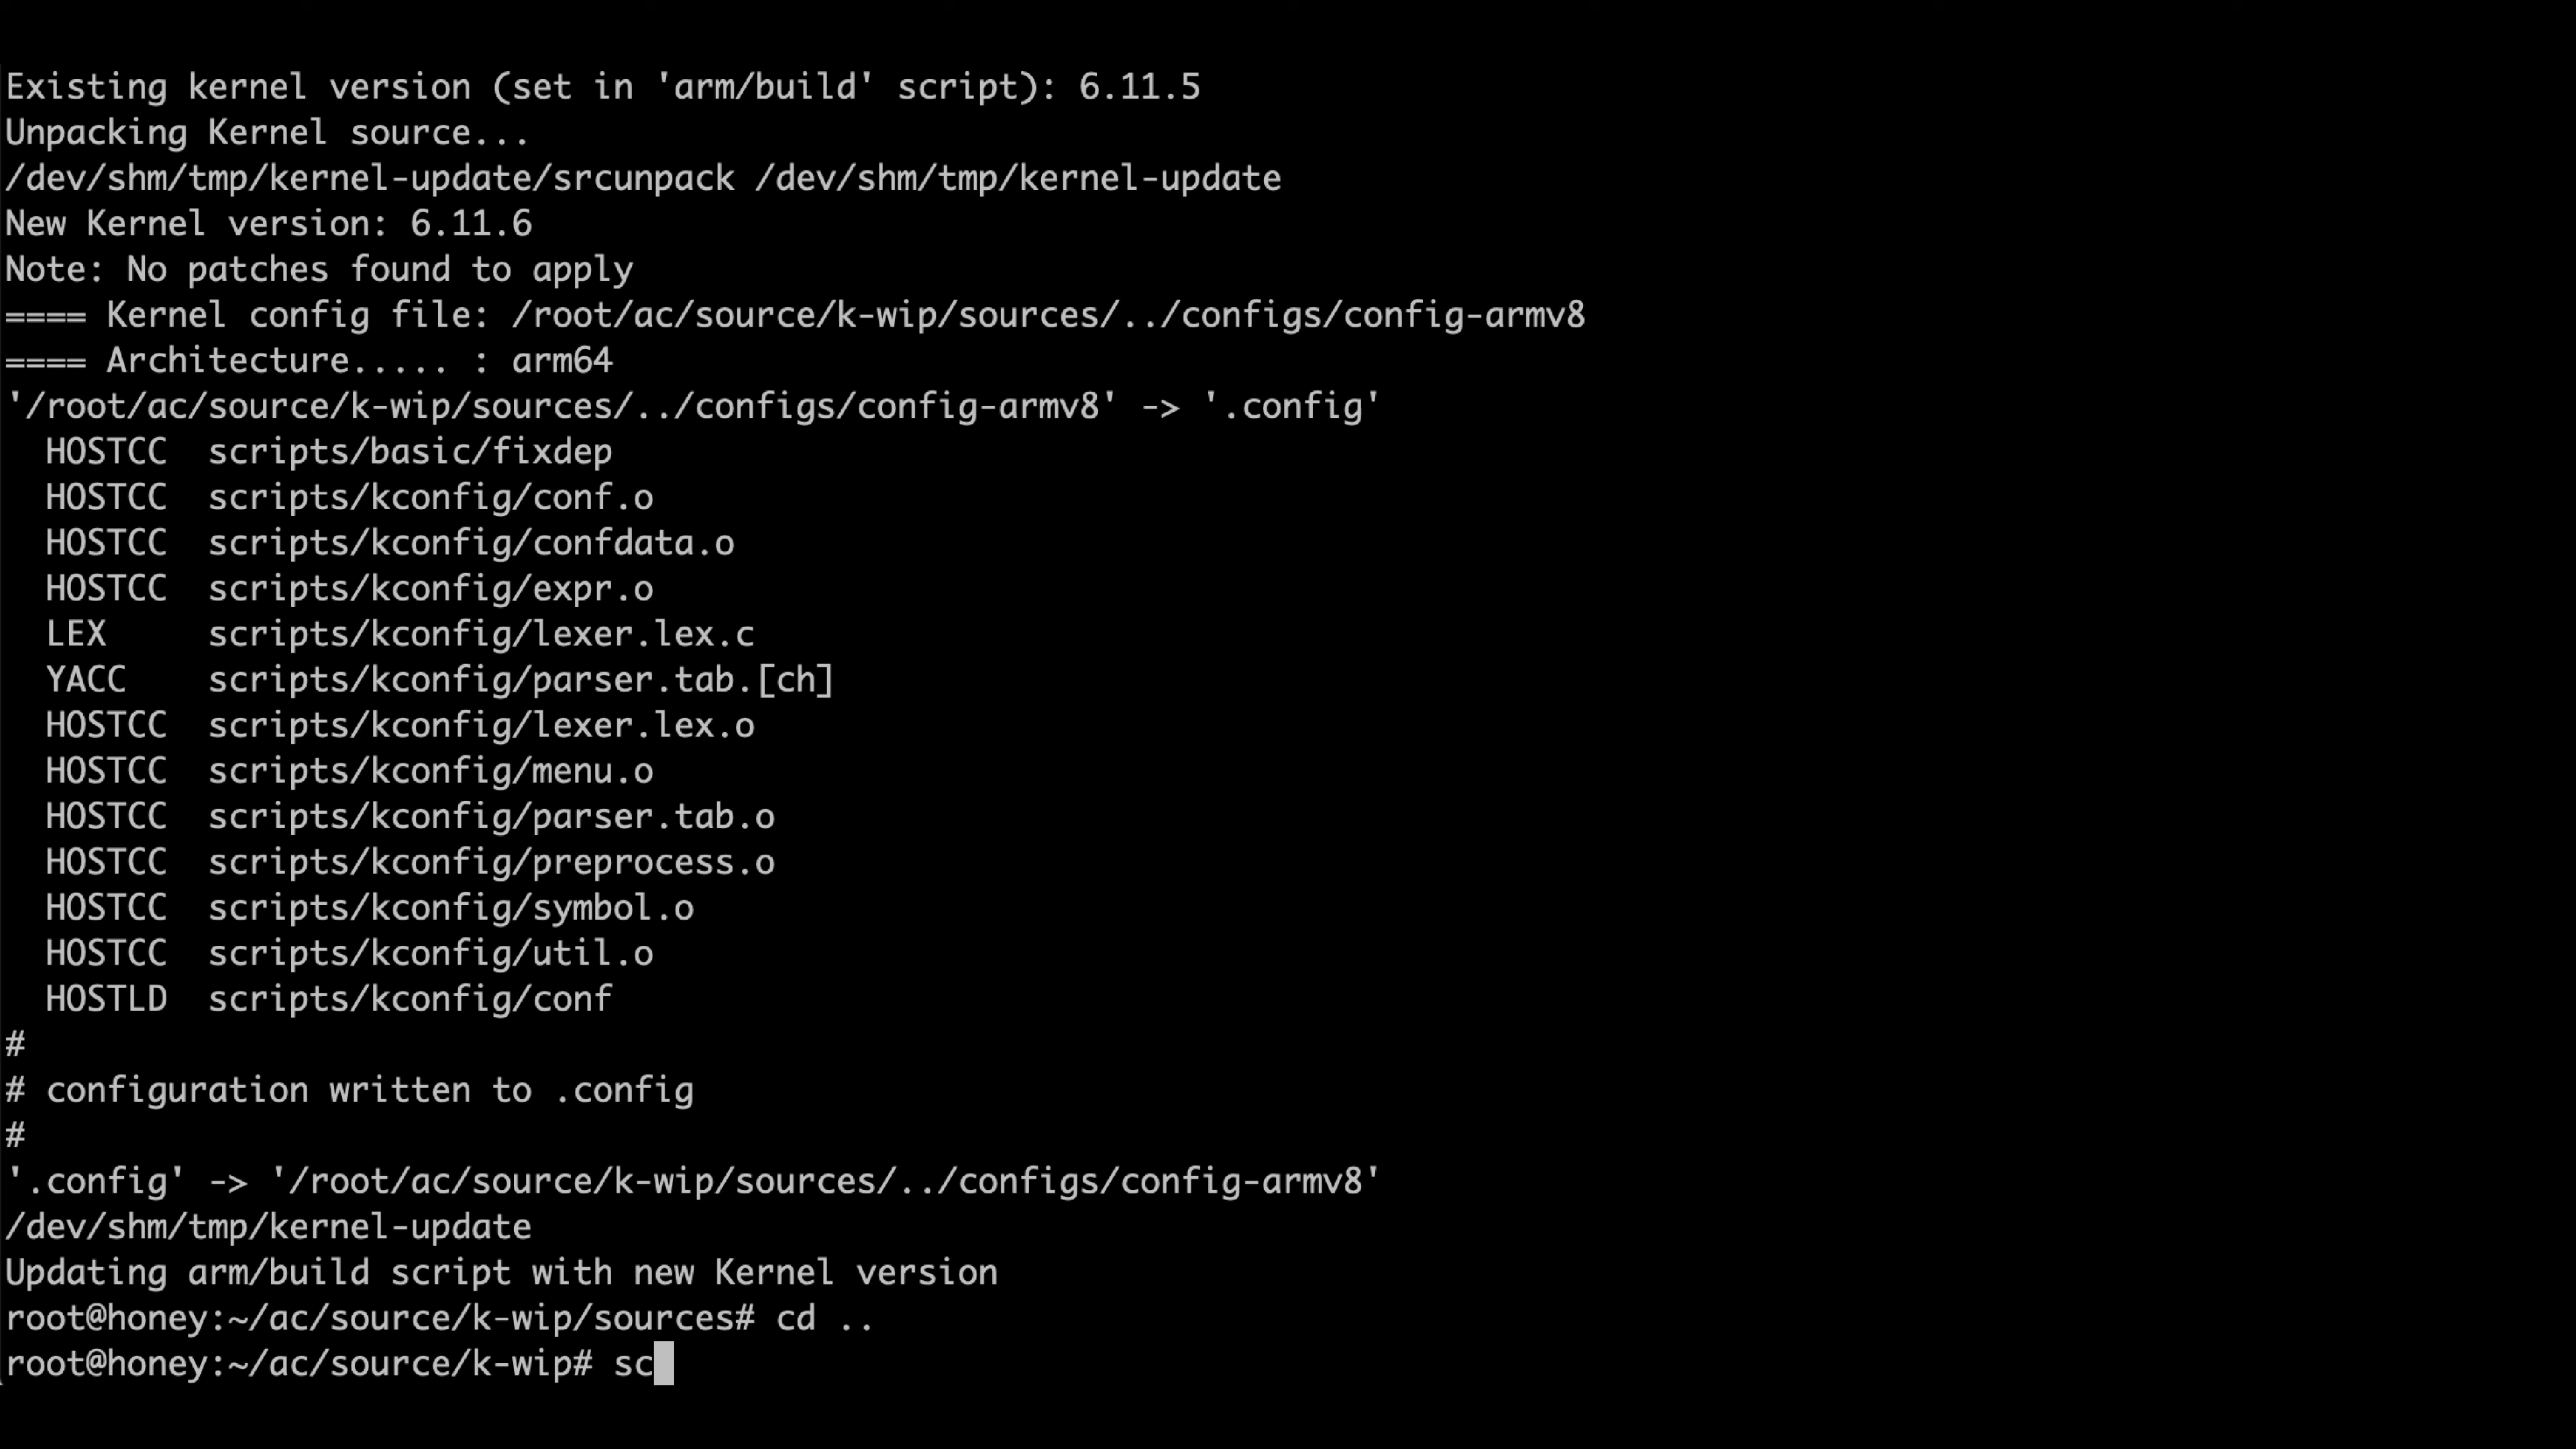 Existing kernel version (set in 'arm/build' script): 6.11.5
Unpacking Kernel source...
/dev/shm/tmp/kernel-update/srcunpack /dev/shm/tmp/kernel-update
New Kernel version: 6.11.6
Note: No patches found to apply
==== Kernel config file: /root/ac/source/k-wip/sources/../configs/config-armv8
==== Architecture..... : arm64
'/root/ac/source/k-wip/sources/../configs/config-armv8' -> '.config'
  HOSTCC  scripts/basic/fixdep
  HOSTCC  scripts/kconfig/conf.o
  HOSTCC  scripts/kconfig/confdata.o
  HOSTCC  scripts/kconfig/expr.o
  LEX     scripts/kconfig/lexer.lex.c
  YACC    scripts/kconfig/parser.tab.[ch]
  HOSTCC  scripts/kconfig/lexer.lex.o
  HOSTCC  scripts/kconfig/menu.o
  HOSTCC  scripts/kconfig/parser.tab.o
  HOSTCC  scripts/kconfig/preprocess.o
  HOSTCC  scripts/kconfig/symbol.o
  HOSTCC  scripts/kconfig/util.o
  HOSTLD  scripts/kconfig/conf
#
# configuration written to .config
#
'.config' -> '/root/ac/source/k-wip/sources/../configs/config-armv8'
/dev/shm/tmp/kernel-update
Updating arm/build script with new Kernel version
root@honey:~/ac/source/k-wip/sources# cd ..
root@honey:~/ac/source/k-wip# sc